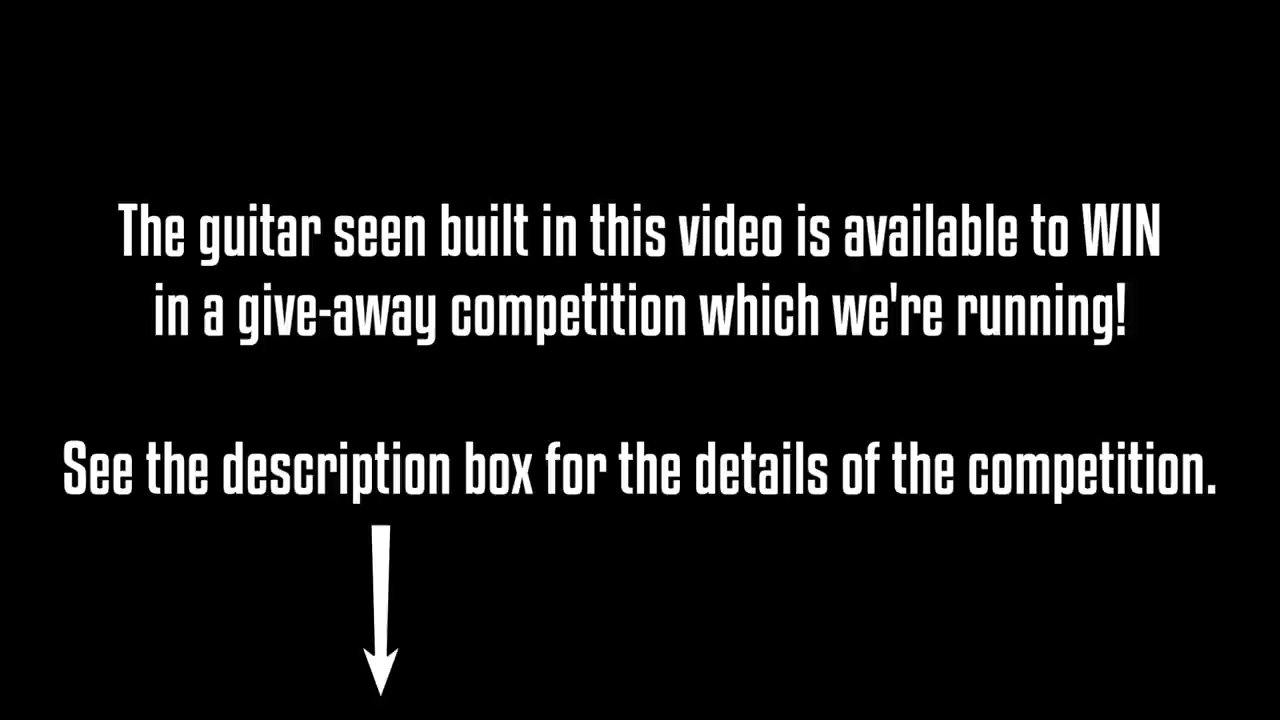 The guitar seen built in this video is available to WIN
in a give-away competition which we're running!
See the description box for the details of the competition.